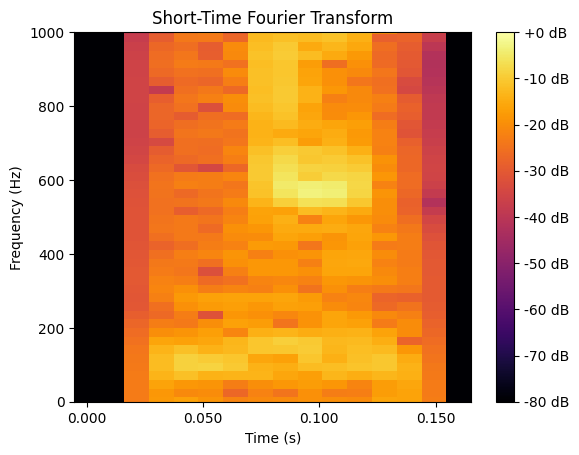 Short-Time Fourier Transform
1000
800
600
400
200
0
Frequency (Hz)
0.000
0.050
0.100
0.150
Time (s)
+0 dB
-10 dB
-20 dB
-30 dB
-40 dB
-50 dB
-60 dB
-70 dB
-80 dB